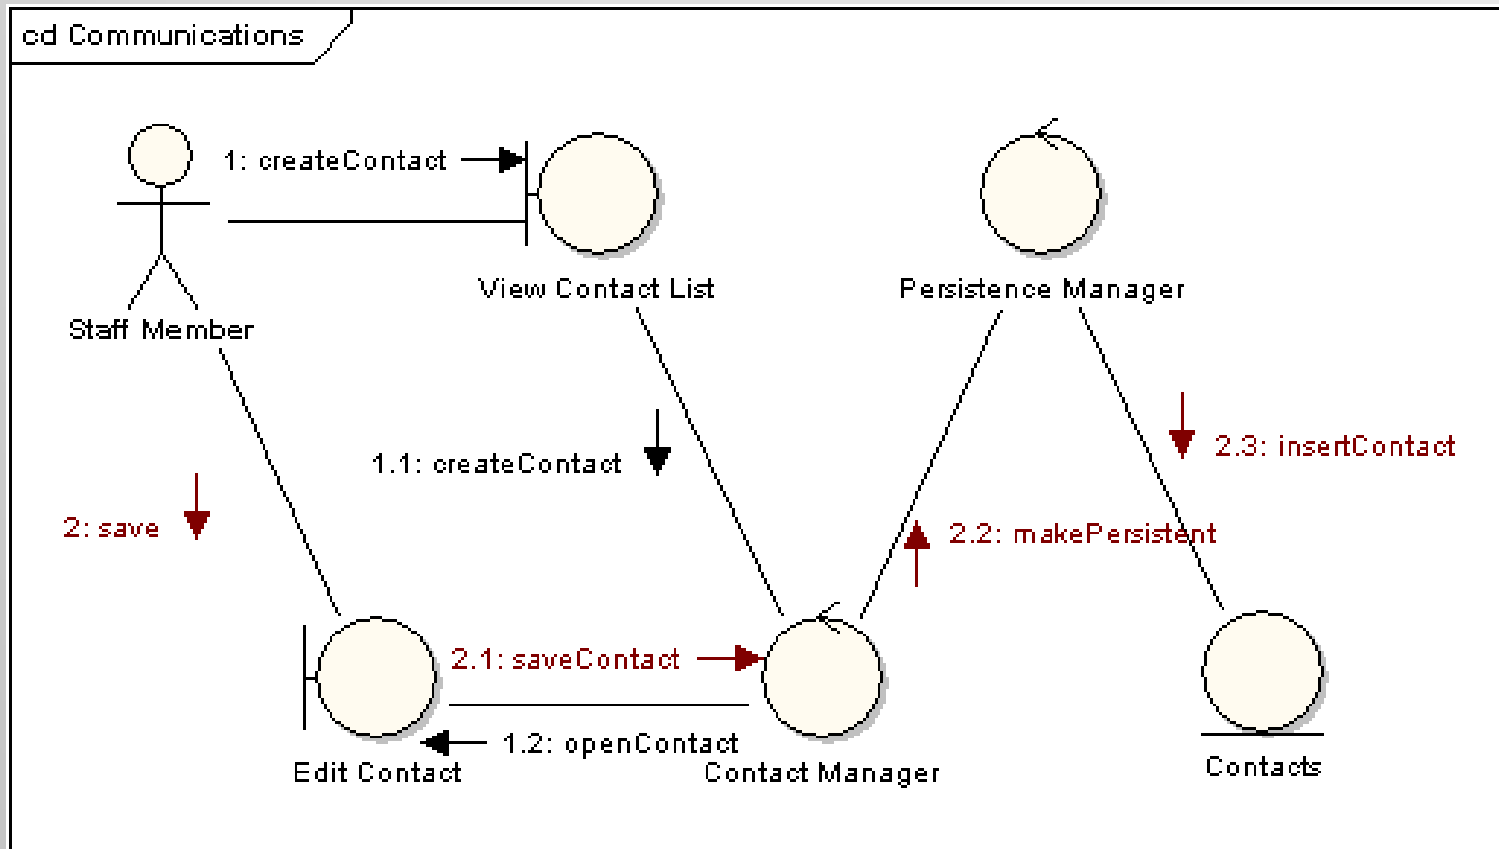 cd Communications
1: createContact
View Contact List
Persistence Manager
Staff Member
1.1: createContact
2.3: insertContact
2: save
2.2: makePersistent
2.1: saveContact
1.2: openContact
Edit Contact
Contact Manager
Contacts